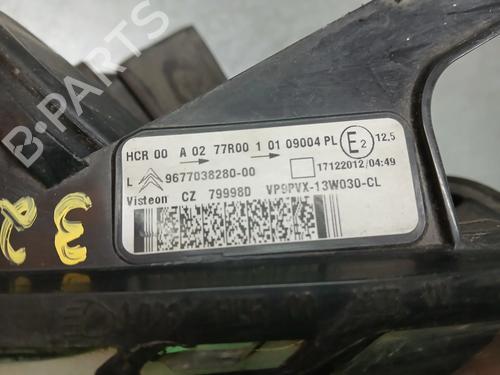 B-PARTS
HCR 00 A 02 77R00 1 01 09004 PL E2 12,5
L 9677038280-00 17122012/04:49
Visteon CZ 79998D VP9PVX-13W030-CL
32